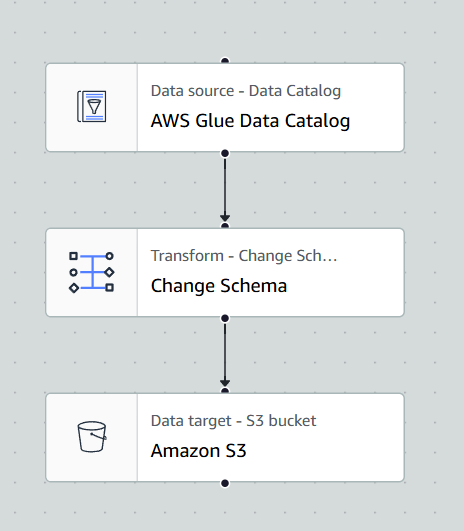 Data source - Data Catalog
AWS Glue Data Catalog
Transform - Change Sch…
Change Schema
Data target - S3 bucket
Amazon S3